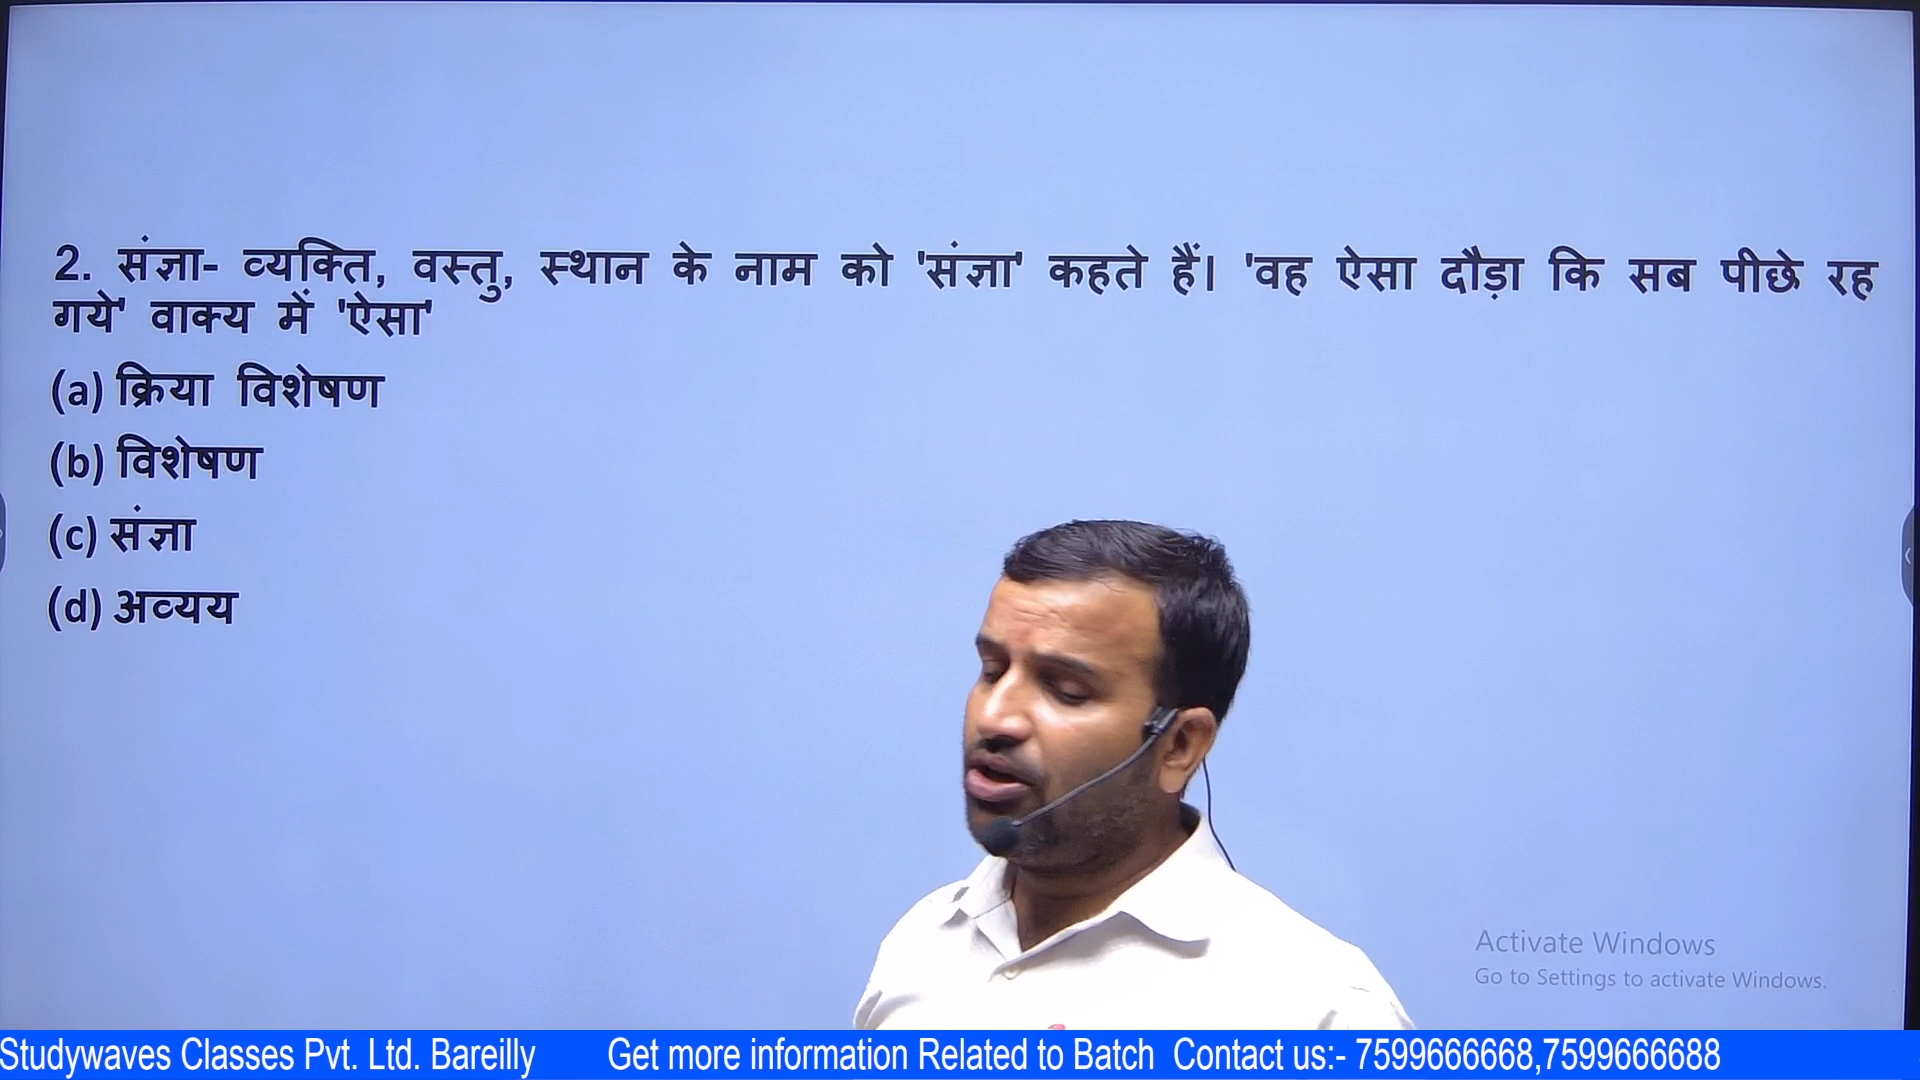 2. संज्ञा- व्यक्ति, वस्तु, स्थान के नाम को 'संज्ञा' कहते हैं। 'वह ऐसा दौड़ा कि सब पीछे रह
गये' वाक्य में 'ऐसा'
(a) क्रिया विशेषण
(b) विशेषण
(c) संज्ञा
(d) अव्यय
Activate Windows
Go to Settings to activate Windows.
Studywaves Classes Pvt. Ltd. Bareilly Get more information Related to Batch Contact us:- 7599666668,7599666688